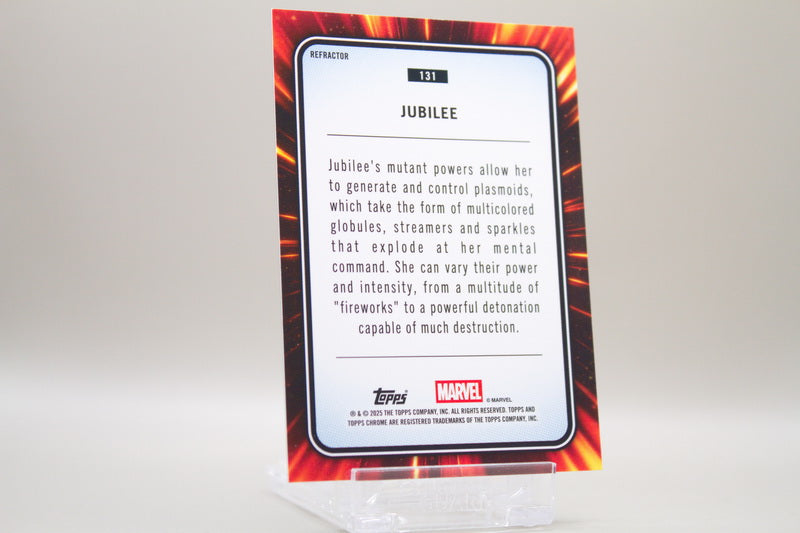 REFRACTOR
131
JUBILEE
Jubilee's mutant powers allow her
to generate and control plasmoids,
which take the form of multicolored
globules, streamers and sparkles
that explode at her mental
command. She can vary their power
and intensity, from a multitude of
"fireworks" to a powerful detonation
capable of much destruction.
Topps®
MARVEL
© MARVEL
® & © 2025 THE TOPPS COMPANY, INC. ALL RIGHTS RESERVED. TOPPS AND
TOPPS CHROME ARE REGISTERED TRADEMARKS OF THE TOPPS COMPANY, INC.